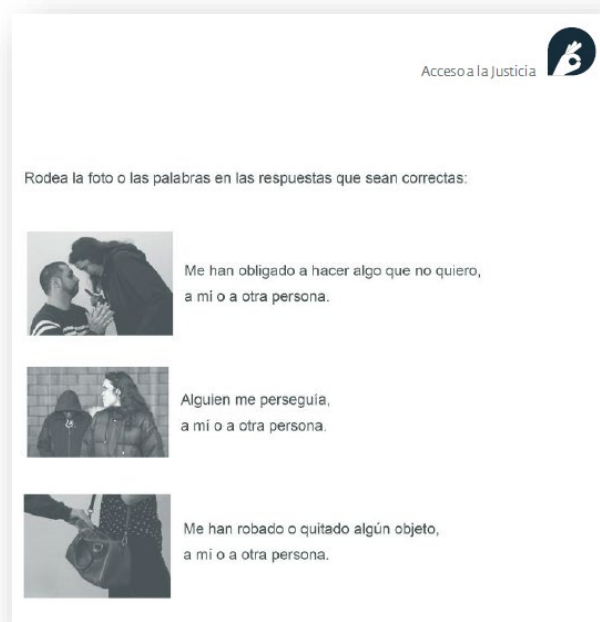 Acceso a la Justicia
Rodea la foto o las palabras en las respuestas que sean correctas:
Me han obligado a hacer algo que no quiero,
a mi o a otra persona.
Alguien me perseguía,
a mí o a otra persona.
Me han robado o quitado algún objeto,
a mi o a otra persona.